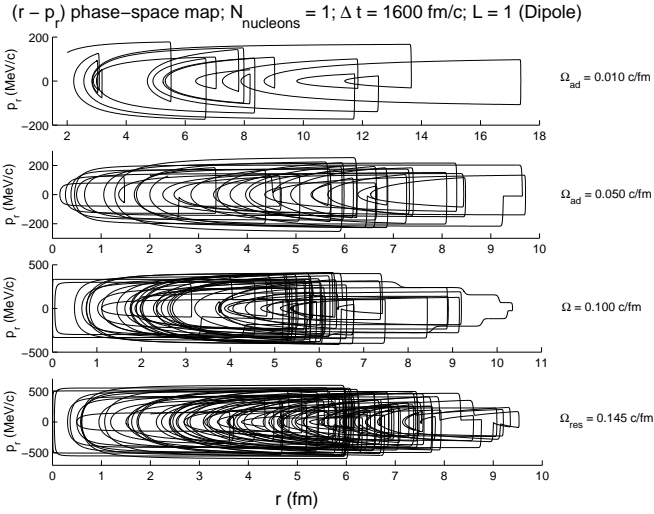 (r − p_r) phase−space map; N_nucleons = 1; Δ t = 1600 fm/c; L = 1 (Dipole)
200
0
−200
p_r (MeV/c)
2 4 6 8 10 12 14 16 18
Ω_ad = 0.010 c/fm
200
0
−200
p_r (MeV/c)
0 1 2 3 4 5 6 7 8 9 10
Ω_ad = 0.050 c/fm
500
0
−500
p_r (MeV/c)
0 1 2 3 4 5 6 7 8 9 10 11
Ω = 0.100 c/fm
500
0
−500
p_r (MeV/c)
0 1 2 3 4 5 6 7 8 9 10
Ω_res = 0.145 c/fm
r (fm)